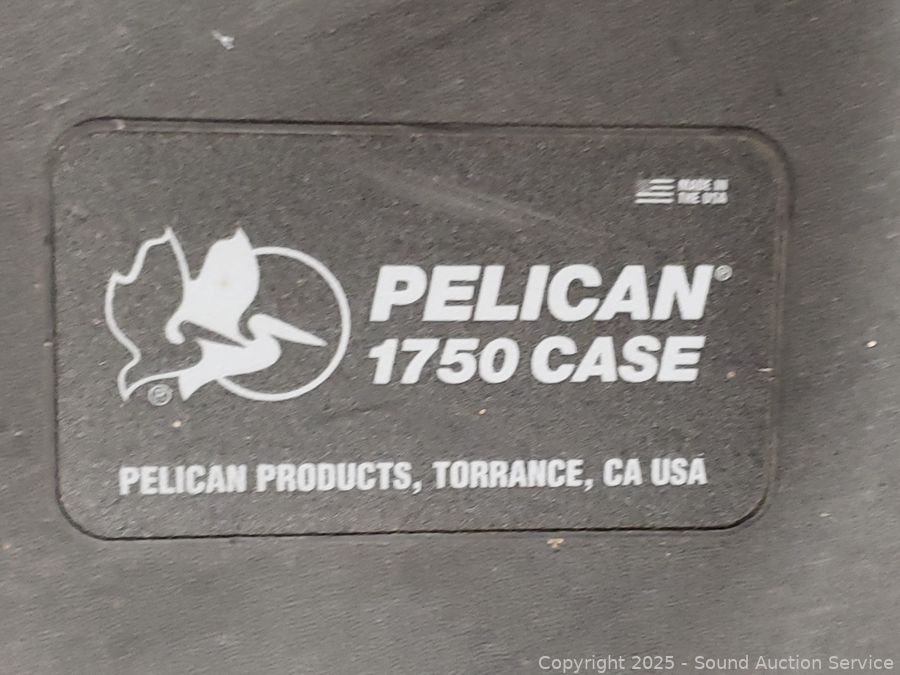 MADE IN
THE USA
PELICAN®
1750 CASE
®
PELICAN PRODUCTS, TORRANCE, CA USA
Copyright 2025 - Sound Auction Service